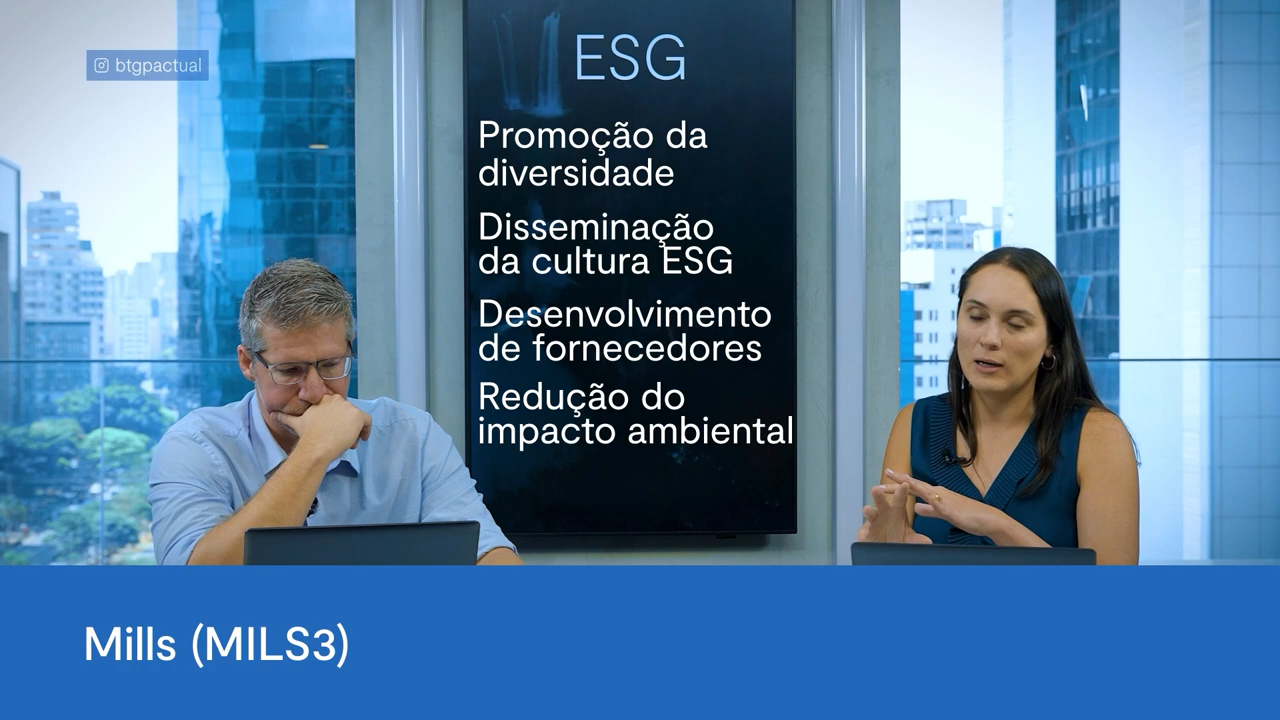 btgpactual
ESG
Promoção da
diversidade
Disseminação
da cultura ESG
Desenvolvimento
de fornecedores
Redução do
impacto ambiental
Mills (MILS3)